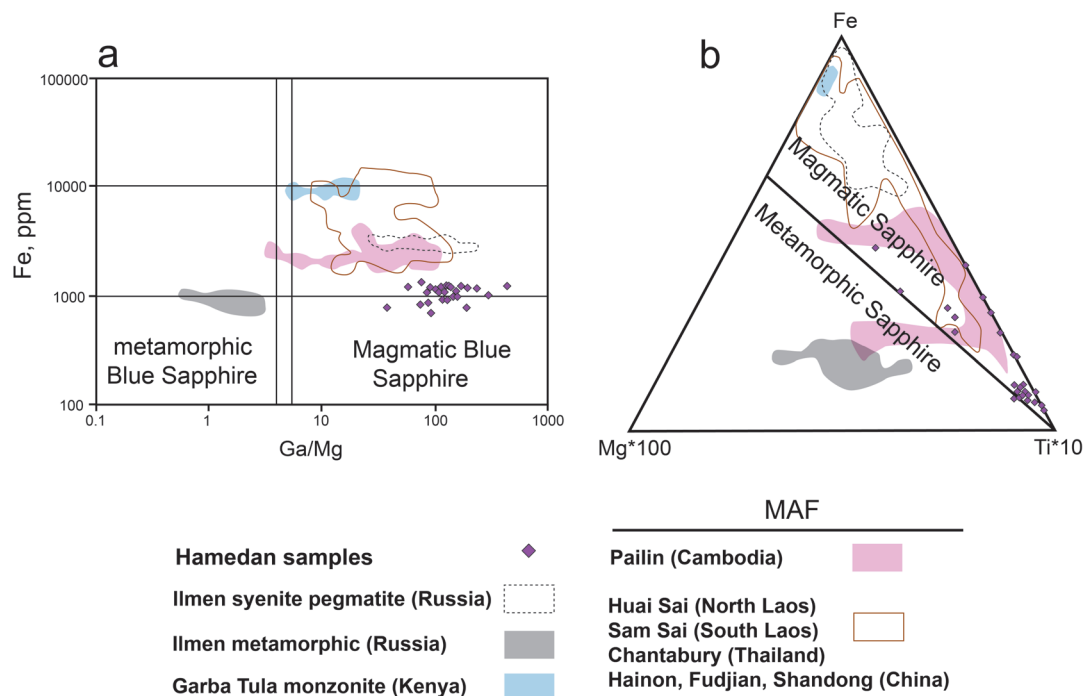 a
100000
10000
1000
100
Fe, ppm
0.1
1
10
100
1000
Ga/Mg
metamorphic
Blue Sapphire
Magmatic Blue
Sapphire
b
Fe
Magmatic Sapphire
Metamorphic Sapphire
Mg*100
Ti*10
Hamedan samples
Ilmen syenite pegmatite (Russia)
Ilmen metamorphic (Russia)
Garba Tula monzonite (Kenya)
MAF
Pailin (Cambodia)
Huai Sai (North Laos)
Sam Sai (South Laos)
Chantabury (Thailand)
Hainon, Fudjian, Shandong (China)